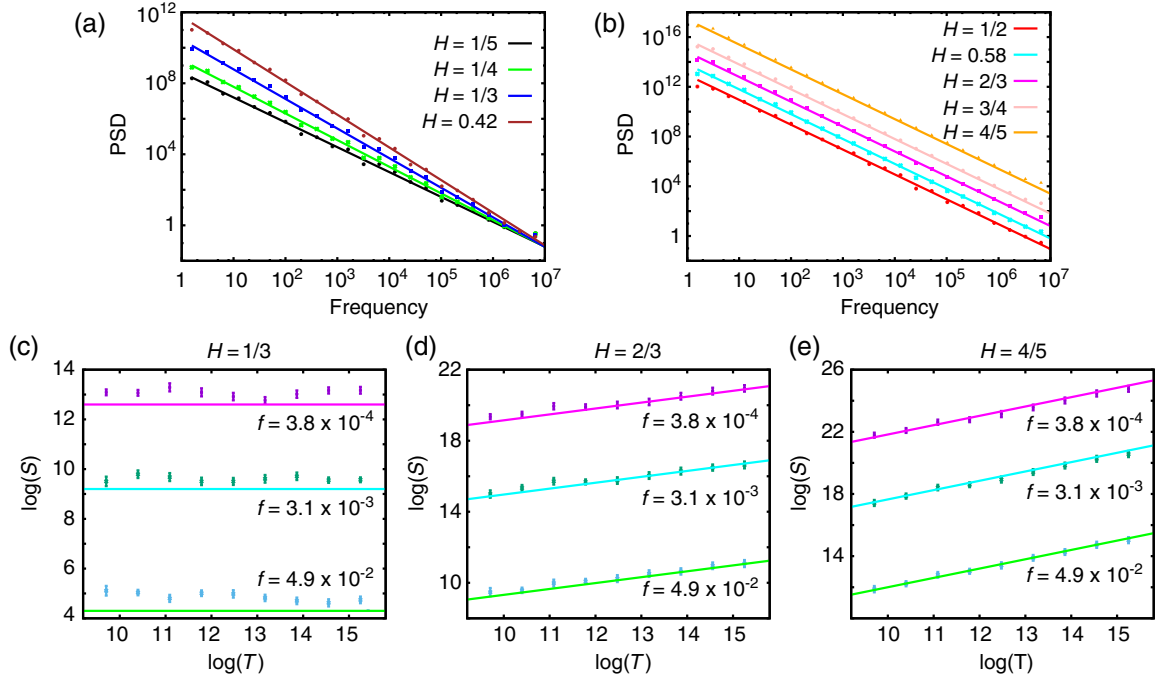 (a)
10^12
10^8
10^4
1
PSD
H = 1/5
H = 1/4
H = 1/3
H = 0.42
1 10 10^2 10^3 10^4 10^5 10^6 10^7
Frequency
(b)
10^16
10^12
10^8
10^4
1
PSD
H = 1/2
H = 0.58
H = 2/3
H = 3/4
H = 4/5
1 10 10^2 10^3 10^4 10^5 10^6 10^7
Frequency
(c)
H = 1/3
14
13
12
11
10
9
8
7
6
5
4
log(S)
f = 3.8 x 10^-4
f = 3.1 x 10^-3
f = 4.9 x 10^-2
10 11 12 13 14 15
log(T)
(d)
H = 2/3
22
18
14
10
log(S)
f = 3.8 x 10^-4
f = 3.1 x 10^-3
f = 4.9 x 10^-2
10 11 12 13 14 15
log(T)
(e)
H = 4/5
26
22
18
14
log(S)
f = 3.8 x 10^-4
f = 3.1 x 10^-3
f = 4.9 x 10^-2
10 11 12 13 14 15
log(T)